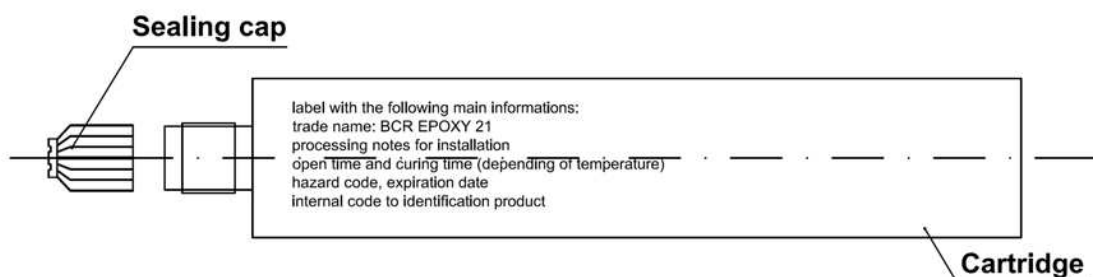 Sealing cap
label with the following main informations:
trade name: BCR EPOXY 21
processing notes for installation
open time and curing time (depending of temperature)
hazard code, expiration date
internal code to identification product
Cartridge